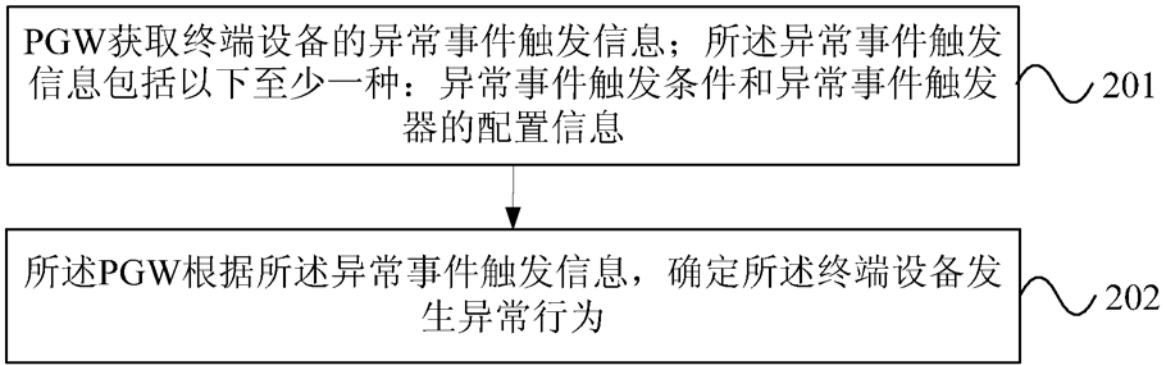 PGW获取终端设备的异常事件触发信息；所述异常事件触发
信息包括以下至少一种：异常事件触发条件和异常事件触发
器的配置信息
201
所述PGW根据所述异常事件触发信息，确定所述终端设备发
生异常行为
202